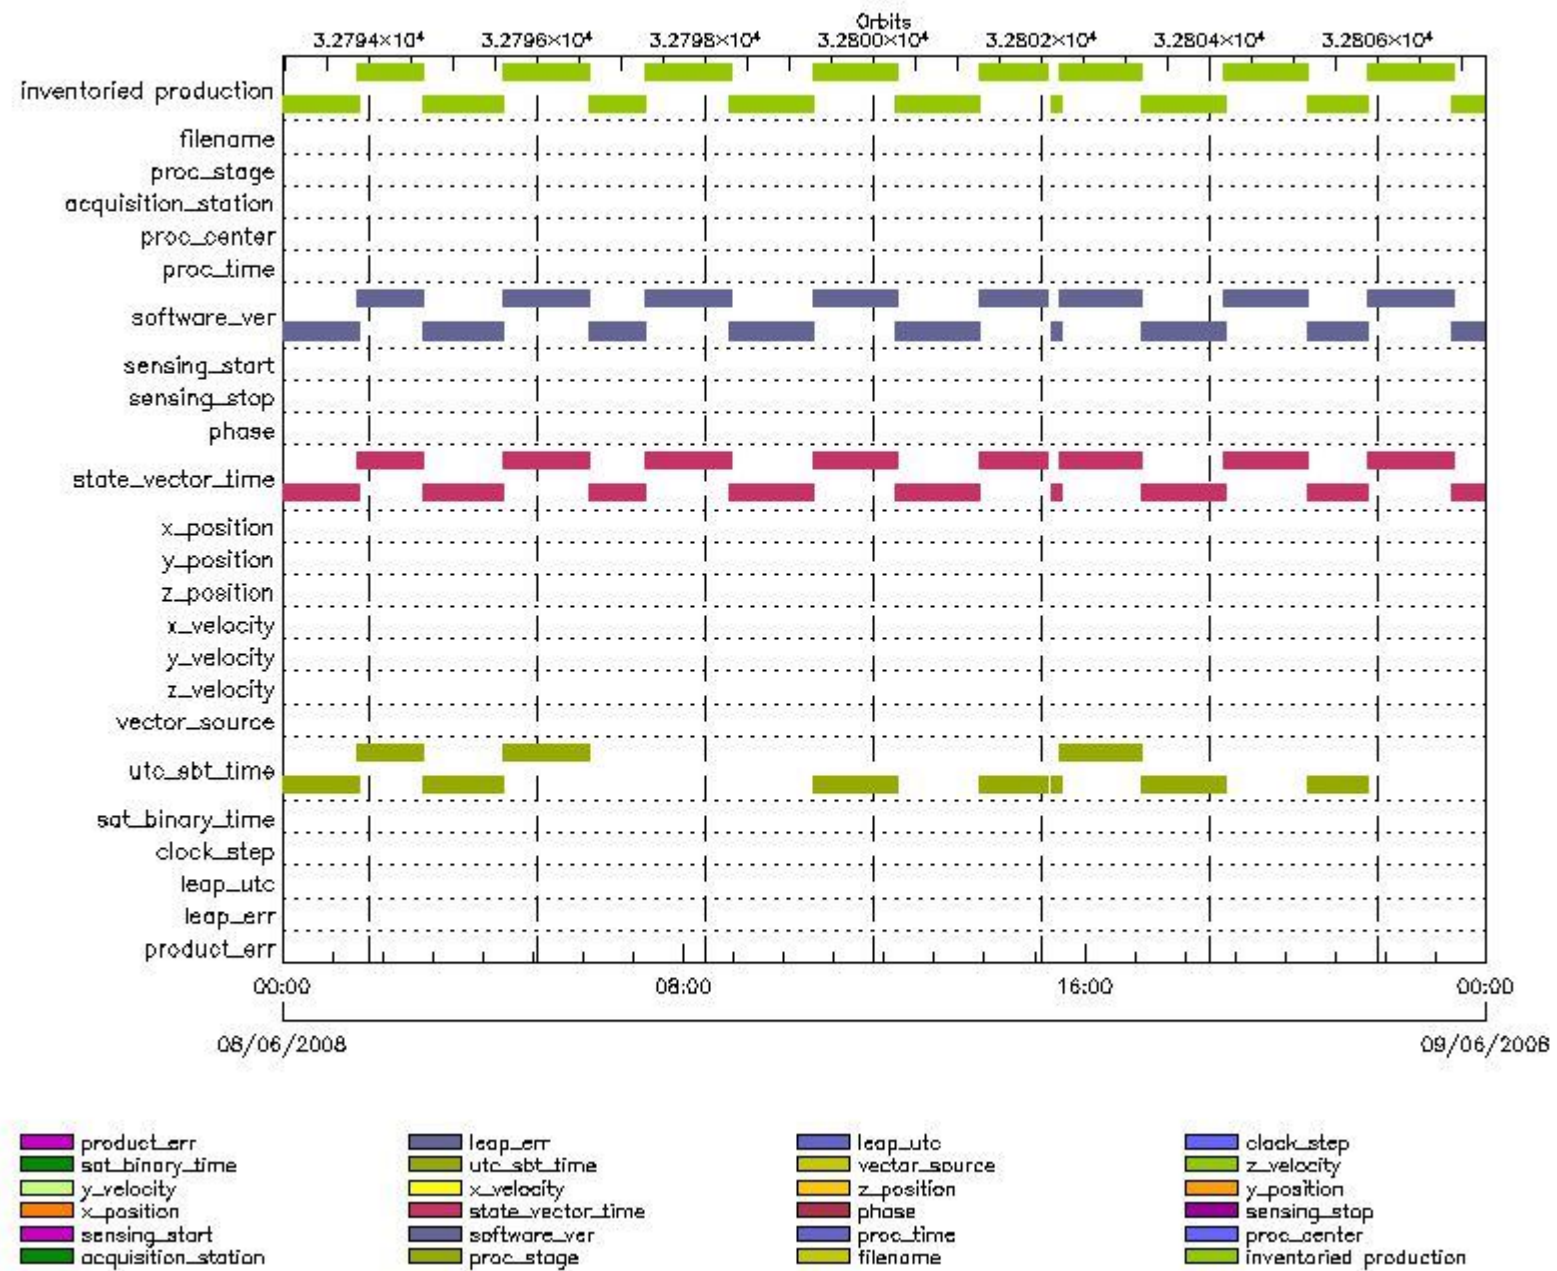 Orbits
3.2794×10⁴ 3.2796×10⁴ 3.2798×10⁴ 3.2800×10⁴ 3.2802×10⁴ 3.2804×10⁴ 3.2806×10⁴
inventoried production
filename
proc_stage
acquisition_station
proc_center
proc_time
software_ver
sensing_start
sensing_stop
phase
state_vector_time
x_position
y_position
z_position
x_velocity
y_velocity
z_velocity
vector_source
utc_sbt_time
sat_binary_time
clock_step
leap_utc
leap_err
product_err
00:00 08:00 16:00 00:00
08/06/2008 09/06/2008
product_err leap_err leap_utc clock_step
sat_binary_time utc_sbt_time vector_source z_velocity
y_velocity x_velocity z_position y_position
x_position state_vector_time phase sensing_stop
sensing_start software_ver proc_time proc_center
acquisition_station proc_stage filename inventoried production